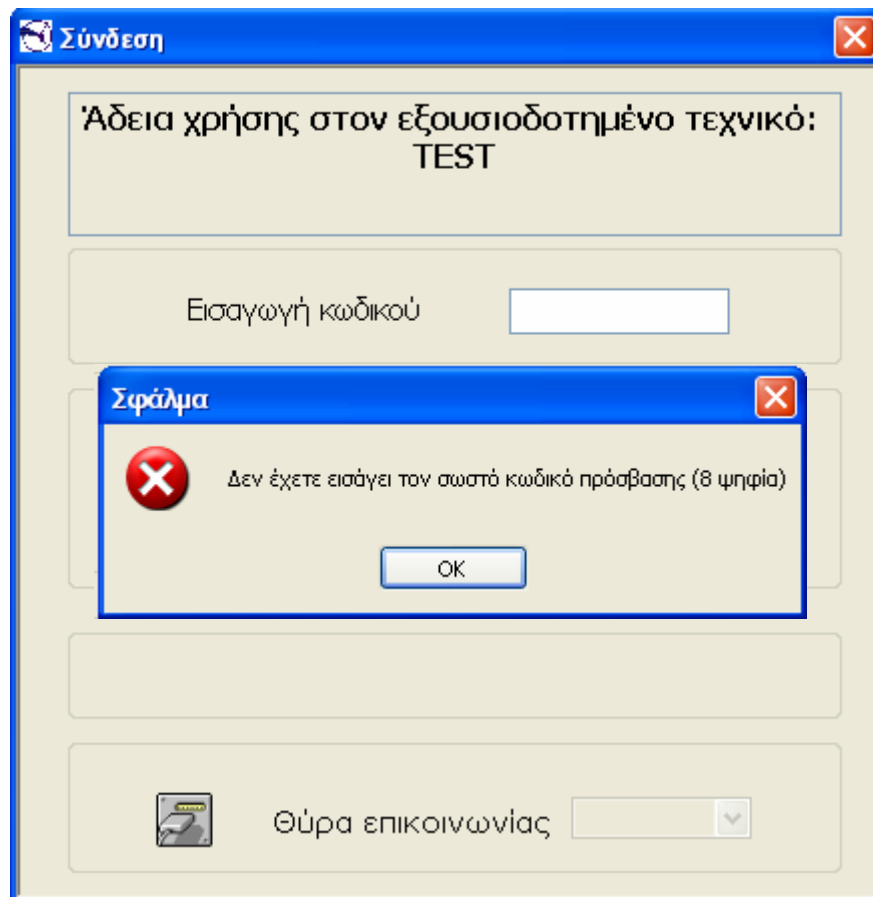 Σύνδεση
Άδεια χρήσης στον εξουσιοδοτημένο τεχνικό:
TEST
Εισαγωγή κωδικού
Σφάλμα
Δεν έχετε εισάγει τον σωστό κωδικό πρόσβασης (8 ψηφία)
OK
Θύρα επικοινωνίας